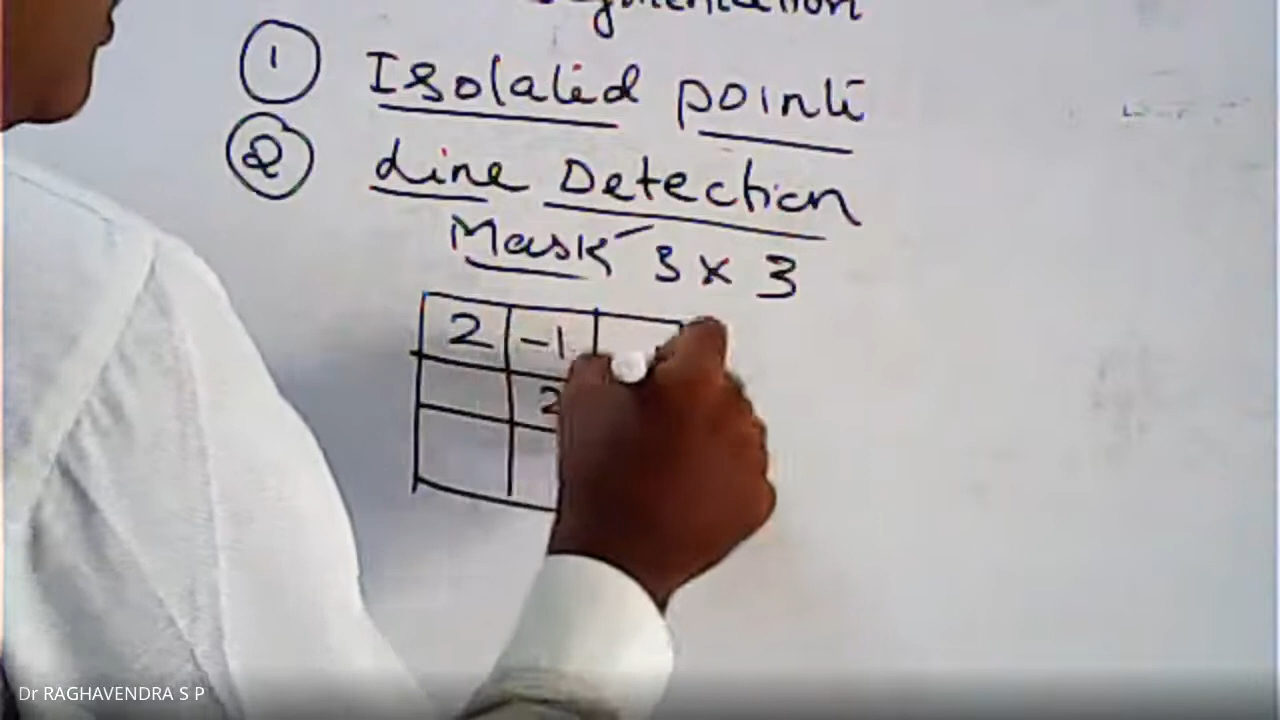 ① Isolated points
② Line Detection
Mask 3 x 3
2 -1
2
Dr RAGHAVENDRA S P